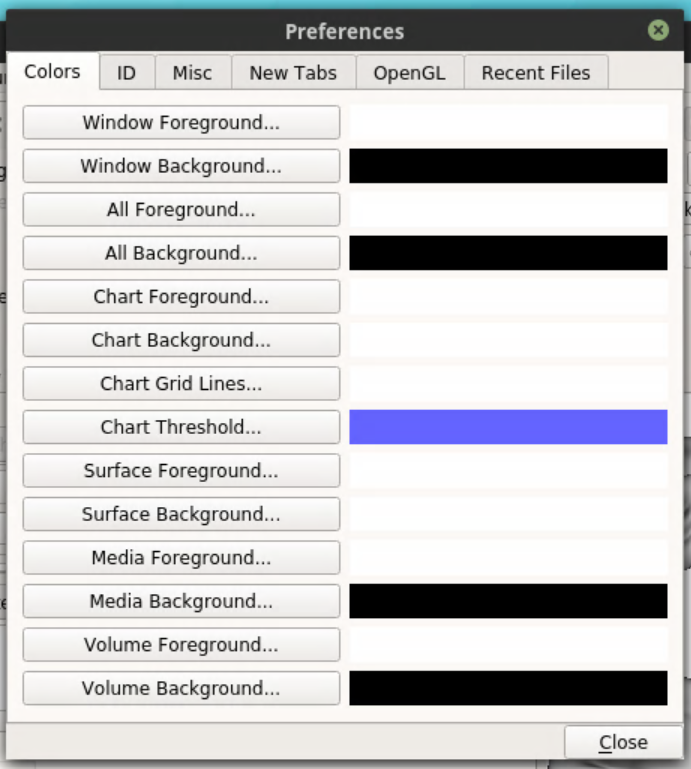 Preferences
Colors ID Misc New Tabs OpenGL Recent Files
Window Foreground...
Window Background...
All Foreground...
All Background...
Chart Foreground...
Chart Background...
Chart Grid Lines...
Chart Threshold...
Surface Foreground...
Surface Background...
Media Foreground...
Media Background...
Volume Foreground...
Volume Background...
Close